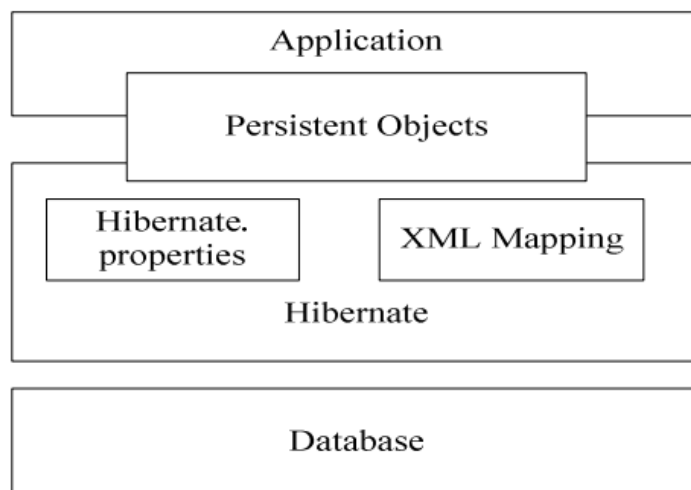 Application
Persistent Objects
Hibernate.
properties
XML Mapping
Hibernate
Database